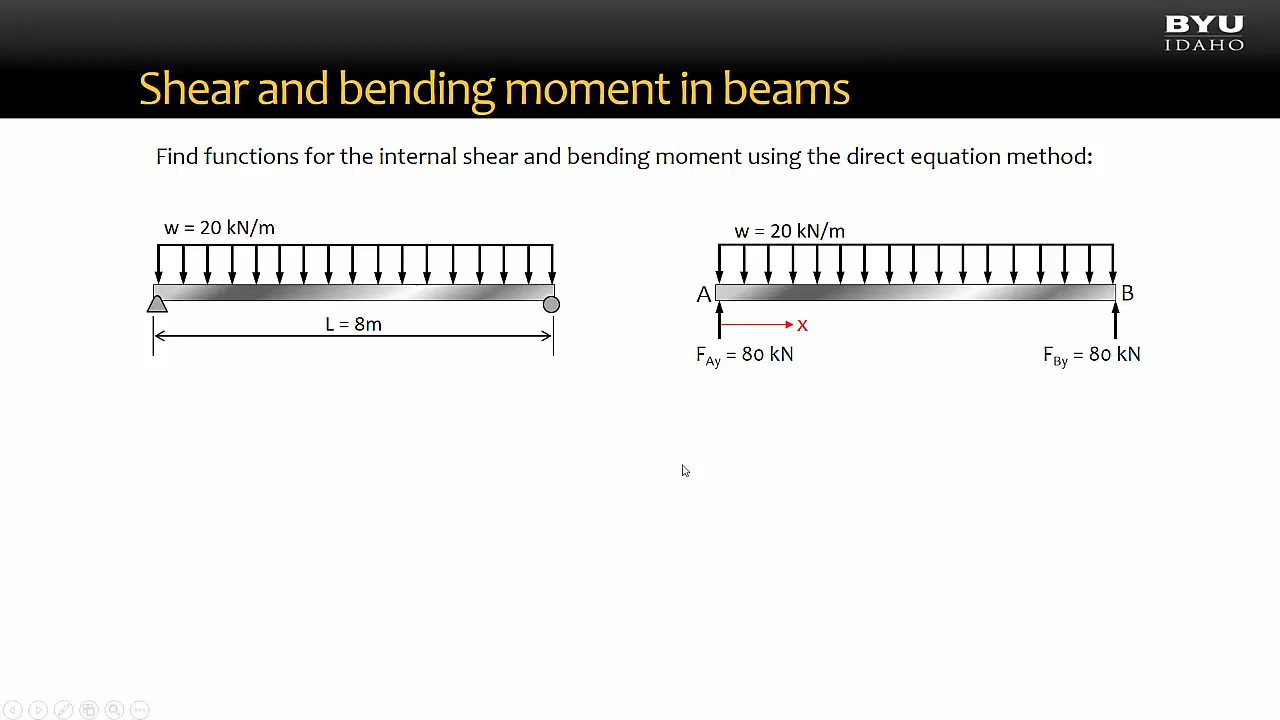 BYU
IDAHO
Shear and bending moment in beams
Find functions for the internal shear and bending moment using the direct equation method:
w = 20 kN/m
L = 8m
w = 20 kN/m
A
B
x
F_Ay = 80 kN
F_By = 80 kN